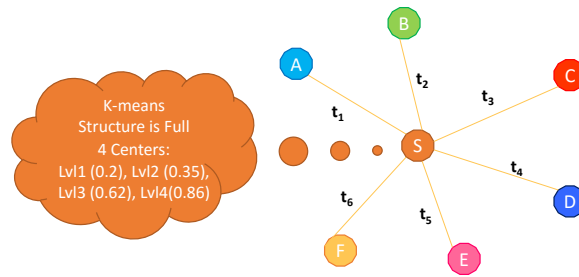 B
A
C
K-means
Structure is Full
4 Centers:
Lvl1 (0.2), Lvl2 (0.35),
Lvl3 (0.62), Lvl4(0.86)
t1
t2
t3
S
t4
t5
t6
D
F
E